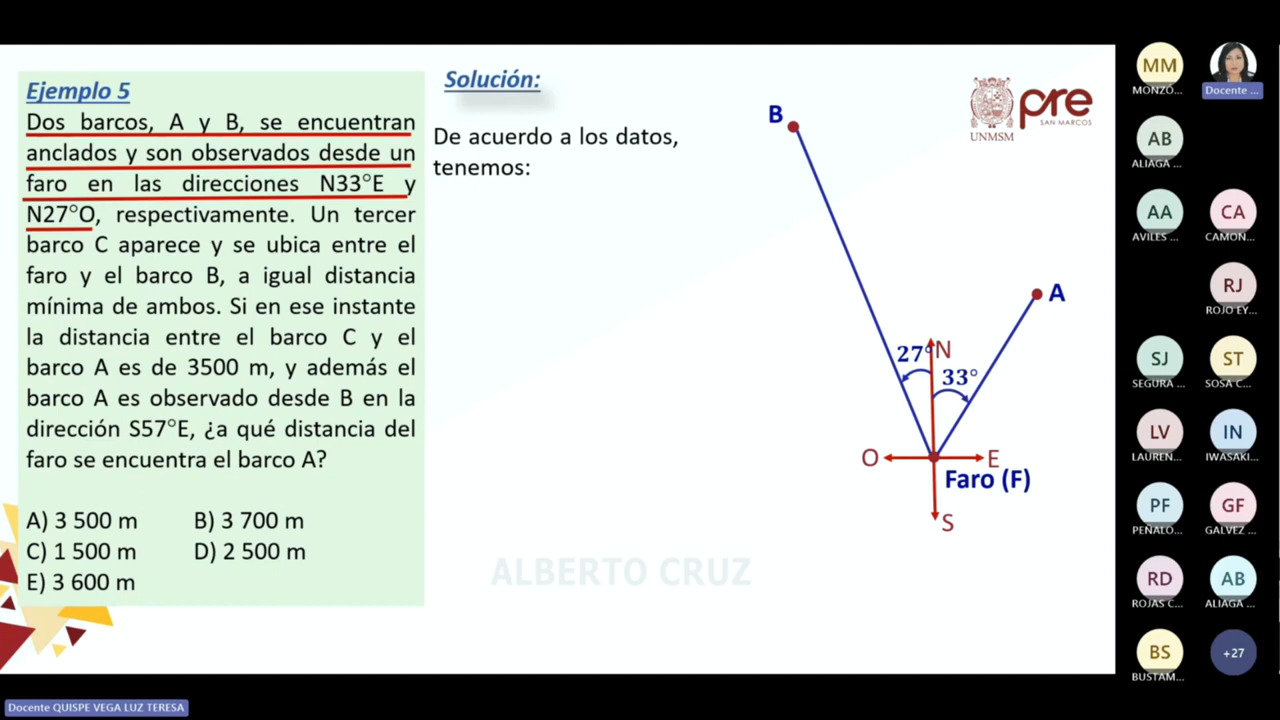 Ejemplo 5
Dos barcos, A y B, se encuentran
anclados y son observados desde un
faro en las direcciones N33°E y
N27°O, respectivamente. Un tercer
barco C aparece y se ubica entre el
faro y el barco B, a igual distancia
mínima de ambos. Si en ese instante
la distancia entre el barco C y el
barco A es de 3500 m, y además el
barco A es observado desde B en la
dirección S57°E, ¿a qué distancia del
faro se encuentra el barco A?
A) 3 500 m B) 3 700 m
C) 1 500 m D) 2 500 m
E) 3 600 m
Solución:
De acuerdo a los datos,
tenemos:
B
A
27°
N
33°
O
E
Faro (F)
S
UNMSM
pre
SAN MARCOS
ALBERTO CRUZ
MM
MONZÓ...
Docente ...
AB
ALIAGA ...
AA
AVILES ...
CA
CAMON...
RJ
ROJO EY...
SJ
SEGURA ...
ST
SOSA C...
LV
LAUREN...
IN
IWASAKI...
PF
PEÑALO...
GF
GALVEZ ...
RD
ROJAS C...
AB
ALIAGA ...
BS
BUSTAM...
+27
Docente QUISPE VEGA LUZ TERESA